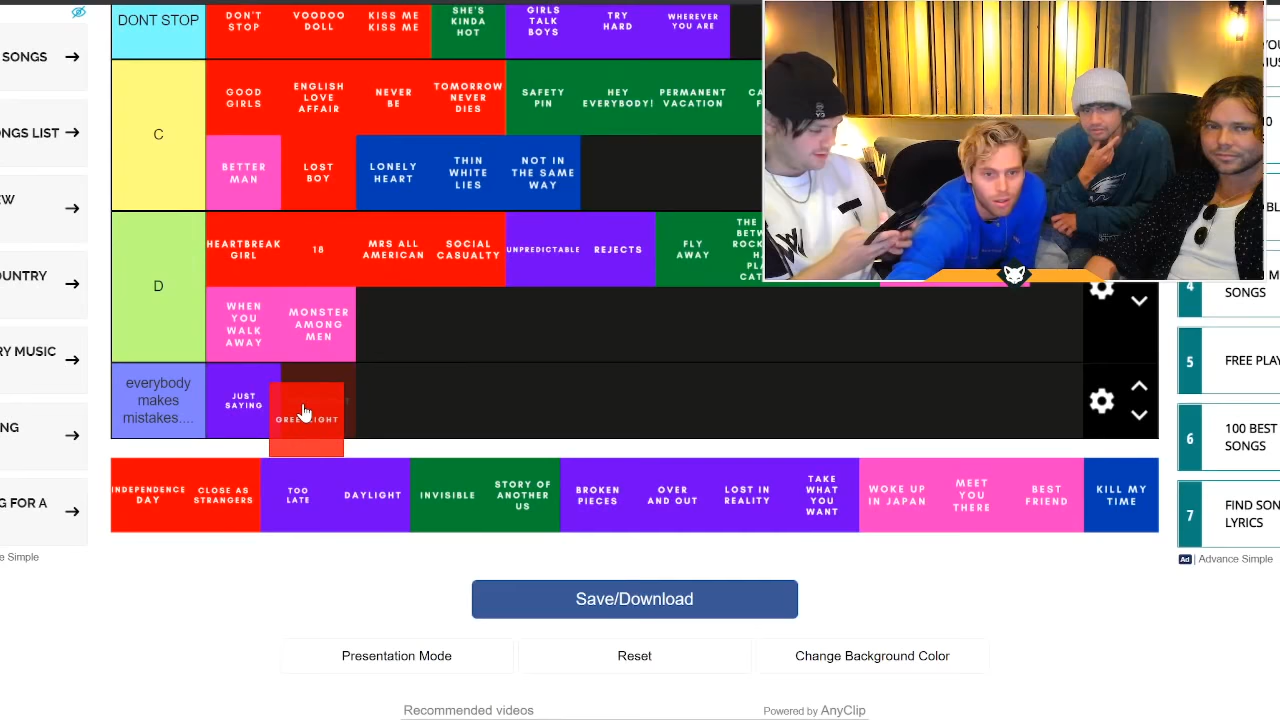 SONGS →
NGS LIST →
EW →
OUNTRY →
RY MUSIC →
NG →
G FOR A →
e Simple
DONT STOP
DON'T
STOP
VOODOO
DOLL
KISS ME
KISS ME
SHE'S
KINDA
HOT
GIRLS
TALK
BOYS
TRY
HARD
WHEREVER
YOU ARE
C
GOOD
GIRLS
ENGLISH
LOVE
AFFAIR
NEVER
BE
TOMORROW
NEVER
DIES
SAFETY
PIN
HEY
EVERYBODY!
PERMANENT
VACATION
BETTER
MAN
LOST
BOY
LONELY
HEART
THIN
WHITE
LIES
NOT IN
THE SAME
WAY
D
HEARTBREAK
GIRL
18
MRS ALL
AMERICAN
SOCIAL
CASUALTY
UNPREDICTABLE
REJECTS
FLY
AWAY
THE
WHEN
YOU
WALK
AWAY
MONSTER
AMONG
MEN
everybody
makes
mistakes....
JUST
SAYING
INDEPENDENCE
DAY
CLOSE AS
STRANGERS
TOO
LATE
DAYLIGHT
INVISIBLE
STORY OF
ANOTHER
US
BROKEN
PIECES
OVER
AND OUT
LOST IN
REALITY
TAKE
WHAT
YOU
WANT
WOKE UP
IN JAPAN
MEET
YOU
THERE
BEST
FRIEND
KILL MY
TIME
Save/Download
Presentation Mode
Reset
Change Background Color
Recommended videos
Powered by AnyClip
4
SONGS
5
FREE PLAY
6
100 BEST
SONGS
7
FIND SON
LYRICS
Ad | Advance Simple